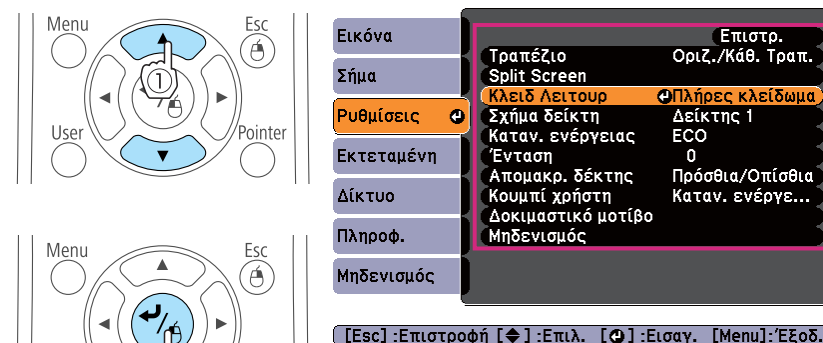 Menu
Esc
①
User
Pointer
Menu
Esc
Εικόνα
Σήμα
Ρυθμίσεις
Εκτεταμένη
Δίκτυο
Πληροφ.
Μηδενισμός
Επιστρ.
Τραπέζιο Οριζ./Κάθ. Τραπ.
Split Screen
Κλειδ Λειτουρ Πλήρες κλείδωμα
Σχήμα δείκτη Δείκτης 1
Καταν. ενέργειας ECO
Ένταση 0
Απομακρ. δέκτης Πρόσθια/Οπίσθια
Κουμπί χρήστη Καταν. ενέργε...
Δοκιμαστικό μοτίβο
Μηδενισμός
[Esc] :Επιστροφή [◆] :Επιλ. [⏎] :Εισαγ. [Menu]:Έξοδ.